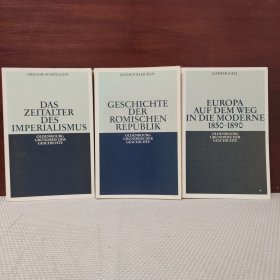 GREGOR SCHÖLLGEN
DAS
ZEITALTER
DES
IMPERIALISMUS
OLDENBOURG
GRUNDRISS DER
GESCHICHTE
JOCHEN BLEICKEN
GESCHICHTE
DER
RÖMISCHEN
REPUBLIK
OLDENBOURG
GRUNDRISS DER
GESCHICHTE
LOTHAR GALL
EUROPA
AUF DEM WEG
IN DIE MODERNE
1850-1890
OLDENBOURG
GRUNDRISS DER
GESCHICHTE